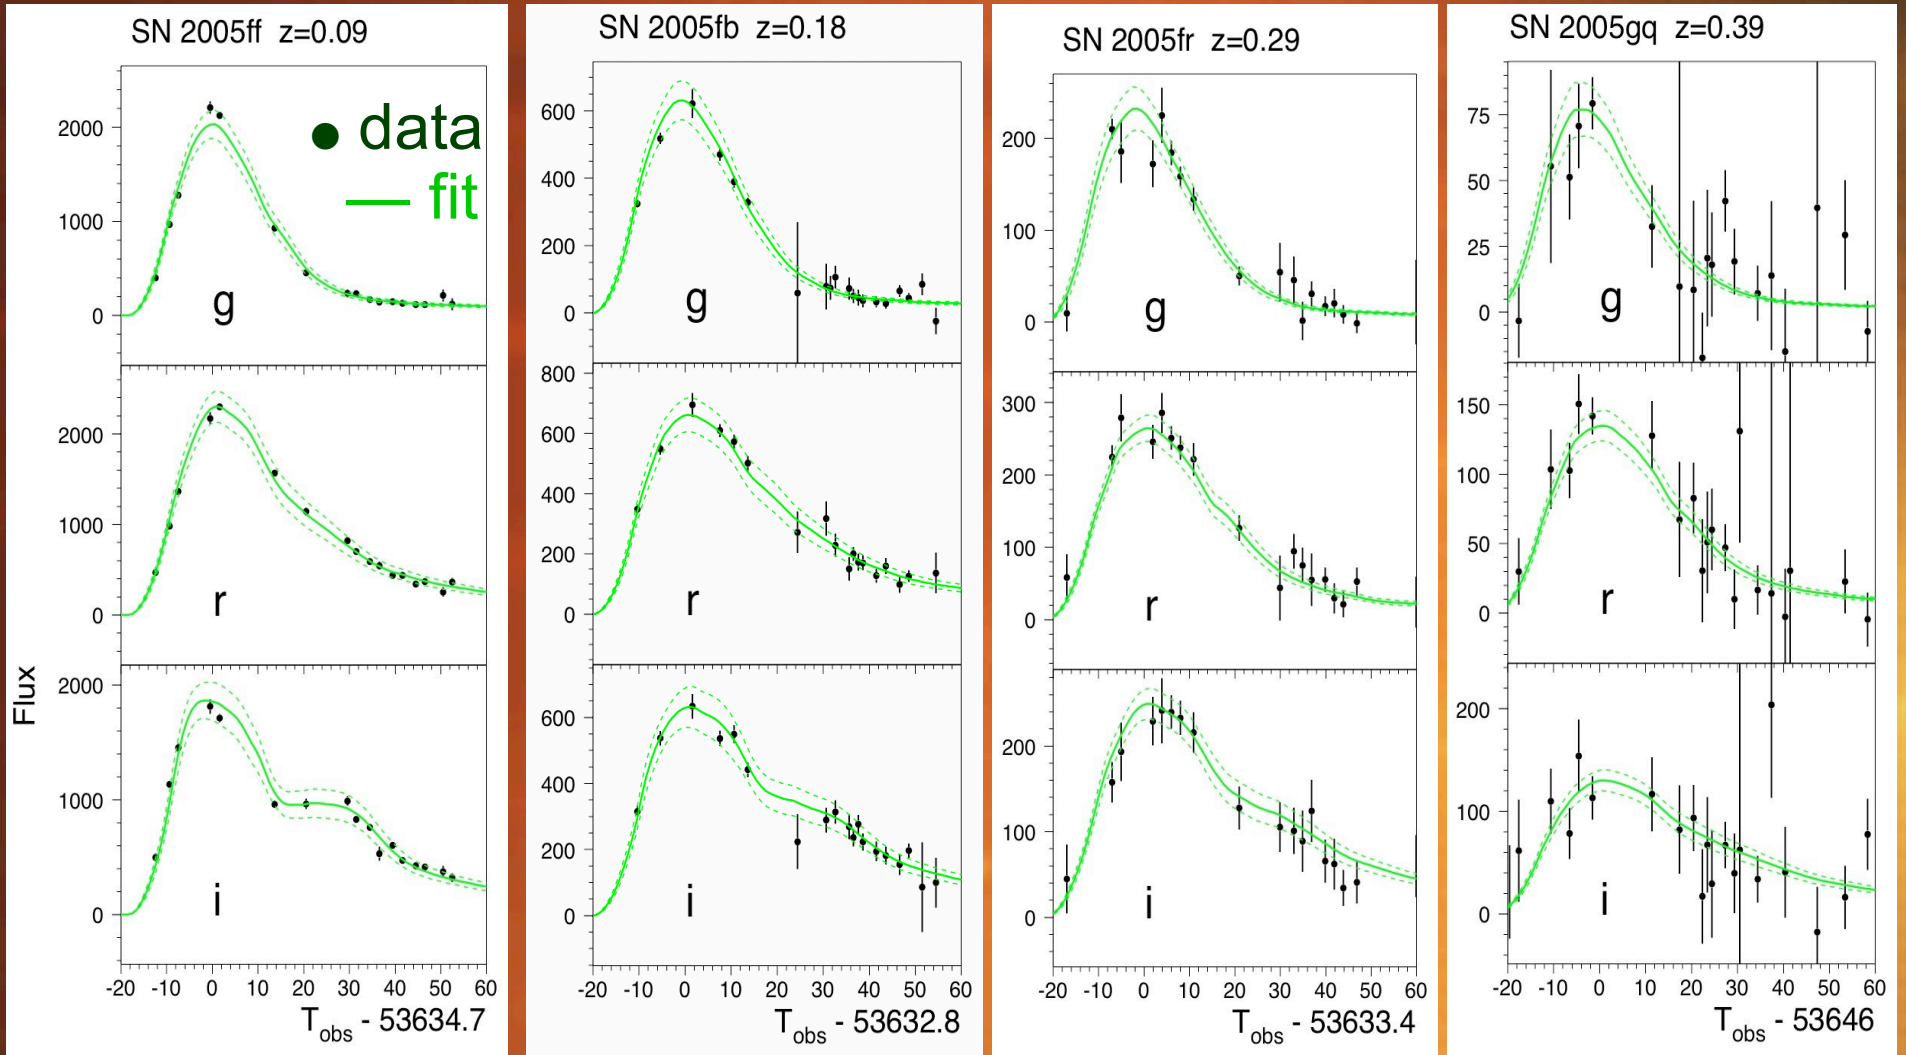 SN 2005ff z=0.09
2000
1000
0
data
fit
g
2000
1000
0
r
Flux
2000
1000
0
i
-20 -10 0 10 20 30 40 50 60
Tobs - 53634.7
SN 2005fb z=0.18
600
400
200
0
g
800
600
400
200
0
r
600
400
200
0
i
-20 -10 0 10 20 30 40 50 60
Tobs - 53632.8
SN 2005fr z=0.29
200
100
0
g
300
200
100
0
r
200
100
0
i
-20 -10 0 10 20 30 40 50 60
Tobs - 53633.4
SN 2005gq z=0.39
75
50
25
0
g
150
100
50
0
r
200
100
0
i
-20 -10 0 10 20 30 40 50 60
Tobs - 53646